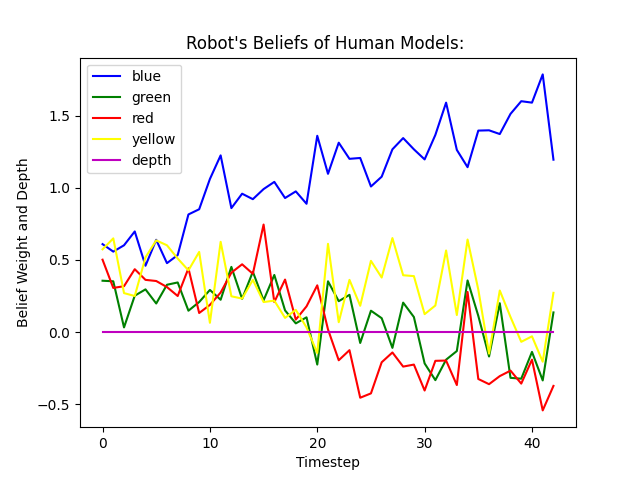 Robot's Beliefs of Human Models:
blue
green
red
yellow
depth
Belief Weight and Depth
1.5
1.0
0.5
0.0
−0.5
0 10 20 30 40
Timestep